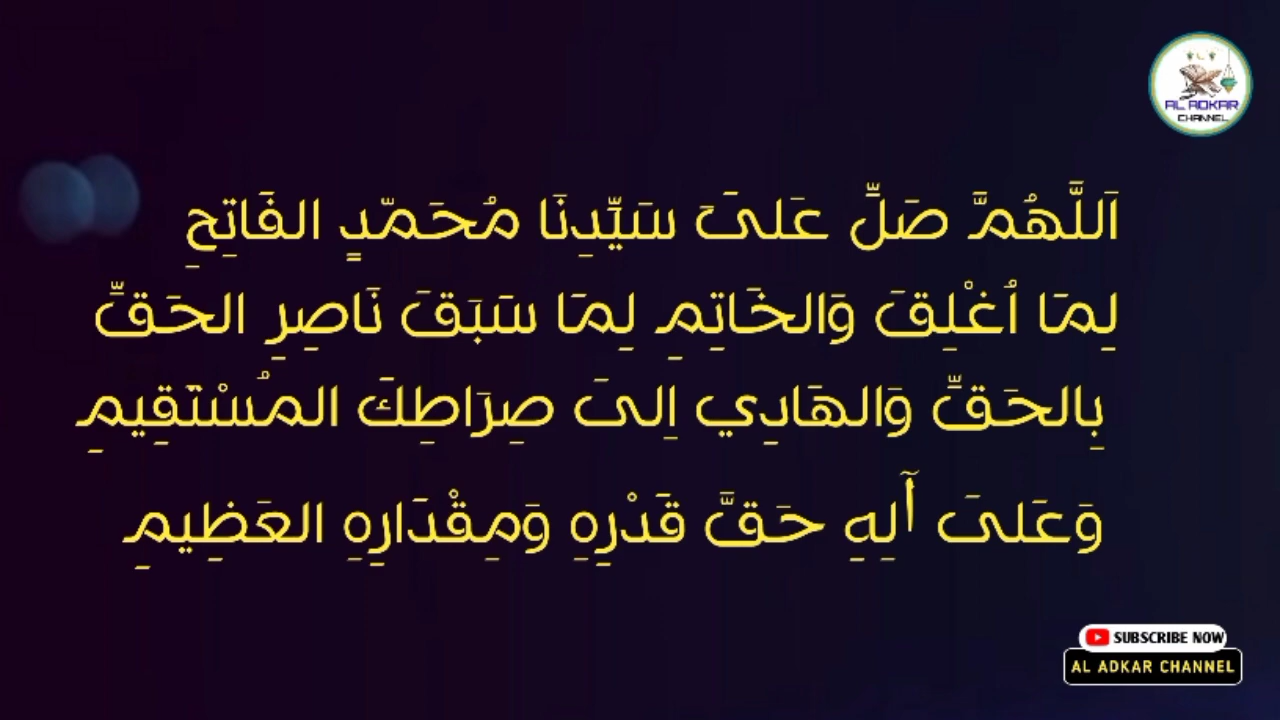 AL ADKAR
CHANNEL
اَللَّهُمَّ صَلِّ عَلىَ سَيِّدِنَا مُحَمّدٍ الفَاتِحِ
لِمَا اُغْلِقَ وَالخَاتِمِ لِمَا سَبَقَ نَاصِرِ الحَقِّ
بِالحَقِّ وَالهَادِي اِلىَ صِرَاطِكَ المُسْتَقِيمِ
وَعَلىَ أَلِهِ حَقَّ قَدْرِهِ وَمِقْدَارِهِ العَظِيمِ
SUBSCRIBE NOW
AL ADKAR CHANNEL